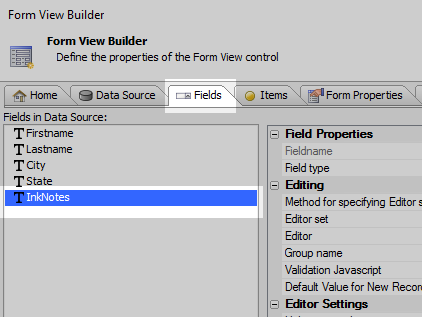 Form View Builder
Form View Builder
Define the properties of the Form View control
Home Data Source Fields Items Form Properties
Fields in Data Source:
Firstname
Lastname
City
State
InkNotes
Field Properties
Fieldname
Field type
Editing
Method for specifying Editor s
Editor set
Editor
Group name
Validation Javascript
Default Value for New Recor
Editor Settings